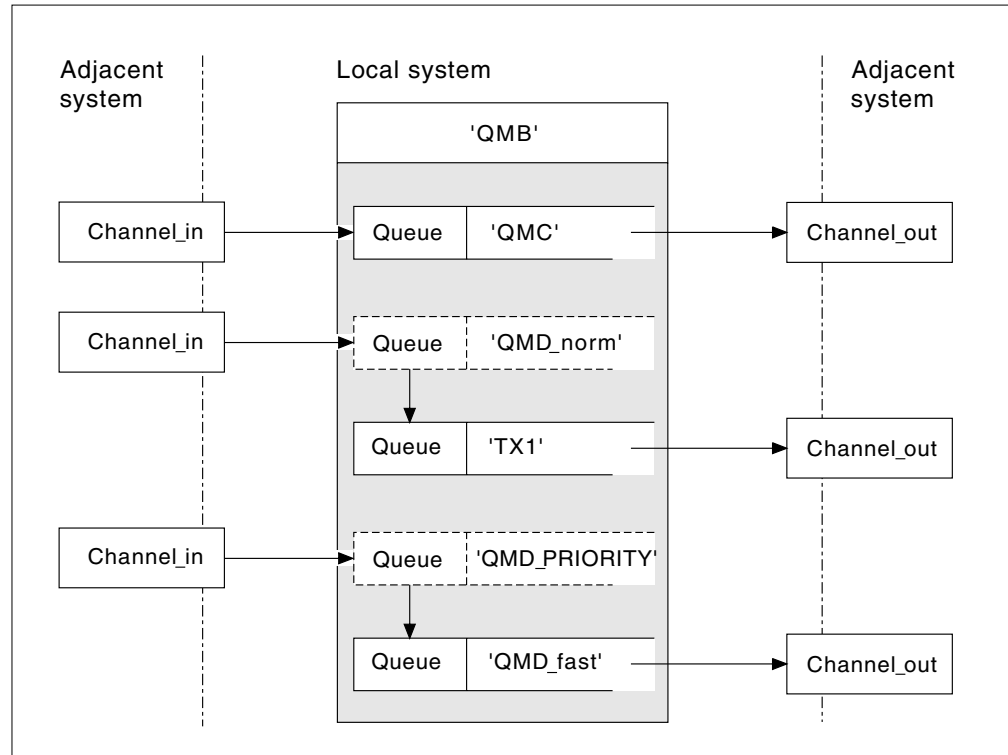 Adjacent
system
Local system
Adjacent
system
'QMB'
Channel_in
Queue
'QMC'
Channel_out
Channel_in
Queue
'QMD_norm'
Queue
'TX1'
Channel_out
Channel_in
Queue
'QMD_PRIORITY'
Queue
'QMD_fast'
Channel_out